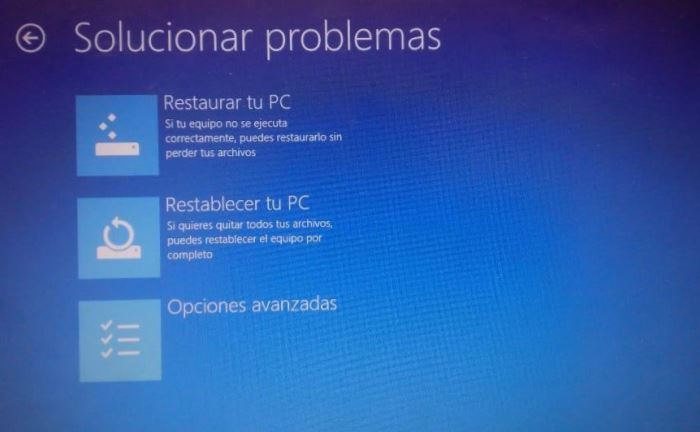 Solucionar problemas
Restaurar tu PC
Si tu equipo no se ejecuta
correctamente, puedes restaurarlo sin
perder tus archivos
Restablecer tu PC
Si quieres quitar todos tus archivos,
puedes restablecer el equipo por
completo
Opciones avanzadas